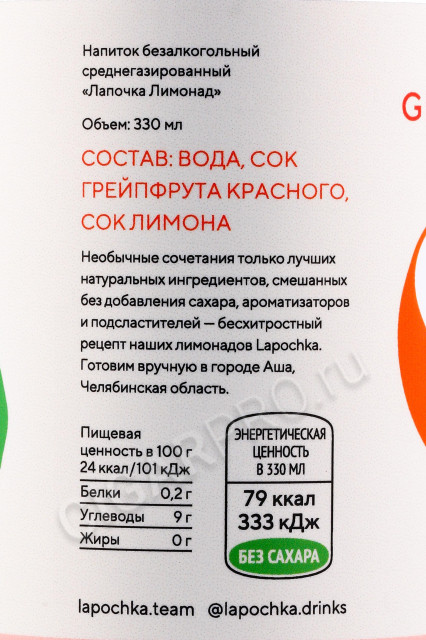 Напиток безалкогольный
среднегазированный
«Лапочка Лимонад»
Объем: 330 мл
G
СОСТАВ: ВОДА, СОК
ГРЕЙПФРУТА КРАСНОГО,
СОК ЛИМОНА
Необычные сочетания только лучших
натуральных ингредиентов, смешанных
без добавления сахара, ароматизаторов
и подсластителей — бесхитростный
рецепт наших лимонадов Lapochka.
Готовим вручную в городе Аша,
Челябинская область.
CIGARPRO.ru
Пищевая
ценность в 100 г
24 ккал/101 кДж
Белки 0,2 г
Углеводы 9 г
Жиры 0 г
ЭНЕРГЕТИЧЕСКАЯ
ЦЕННОСТЬ
В 330 МЛ
79 ккал
333 кДж
БЕЗ САХАРА
lapochka.team @lapochka.drinks